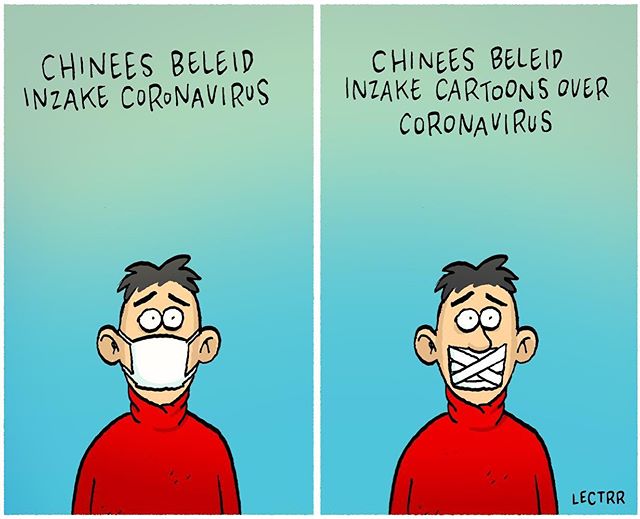 CHINEES BELEID
INZAKE CORONAVIRUS
CHINEES BELEID
INZAKE CARTOONS OVER
CORONAVIRUS
LECTRR